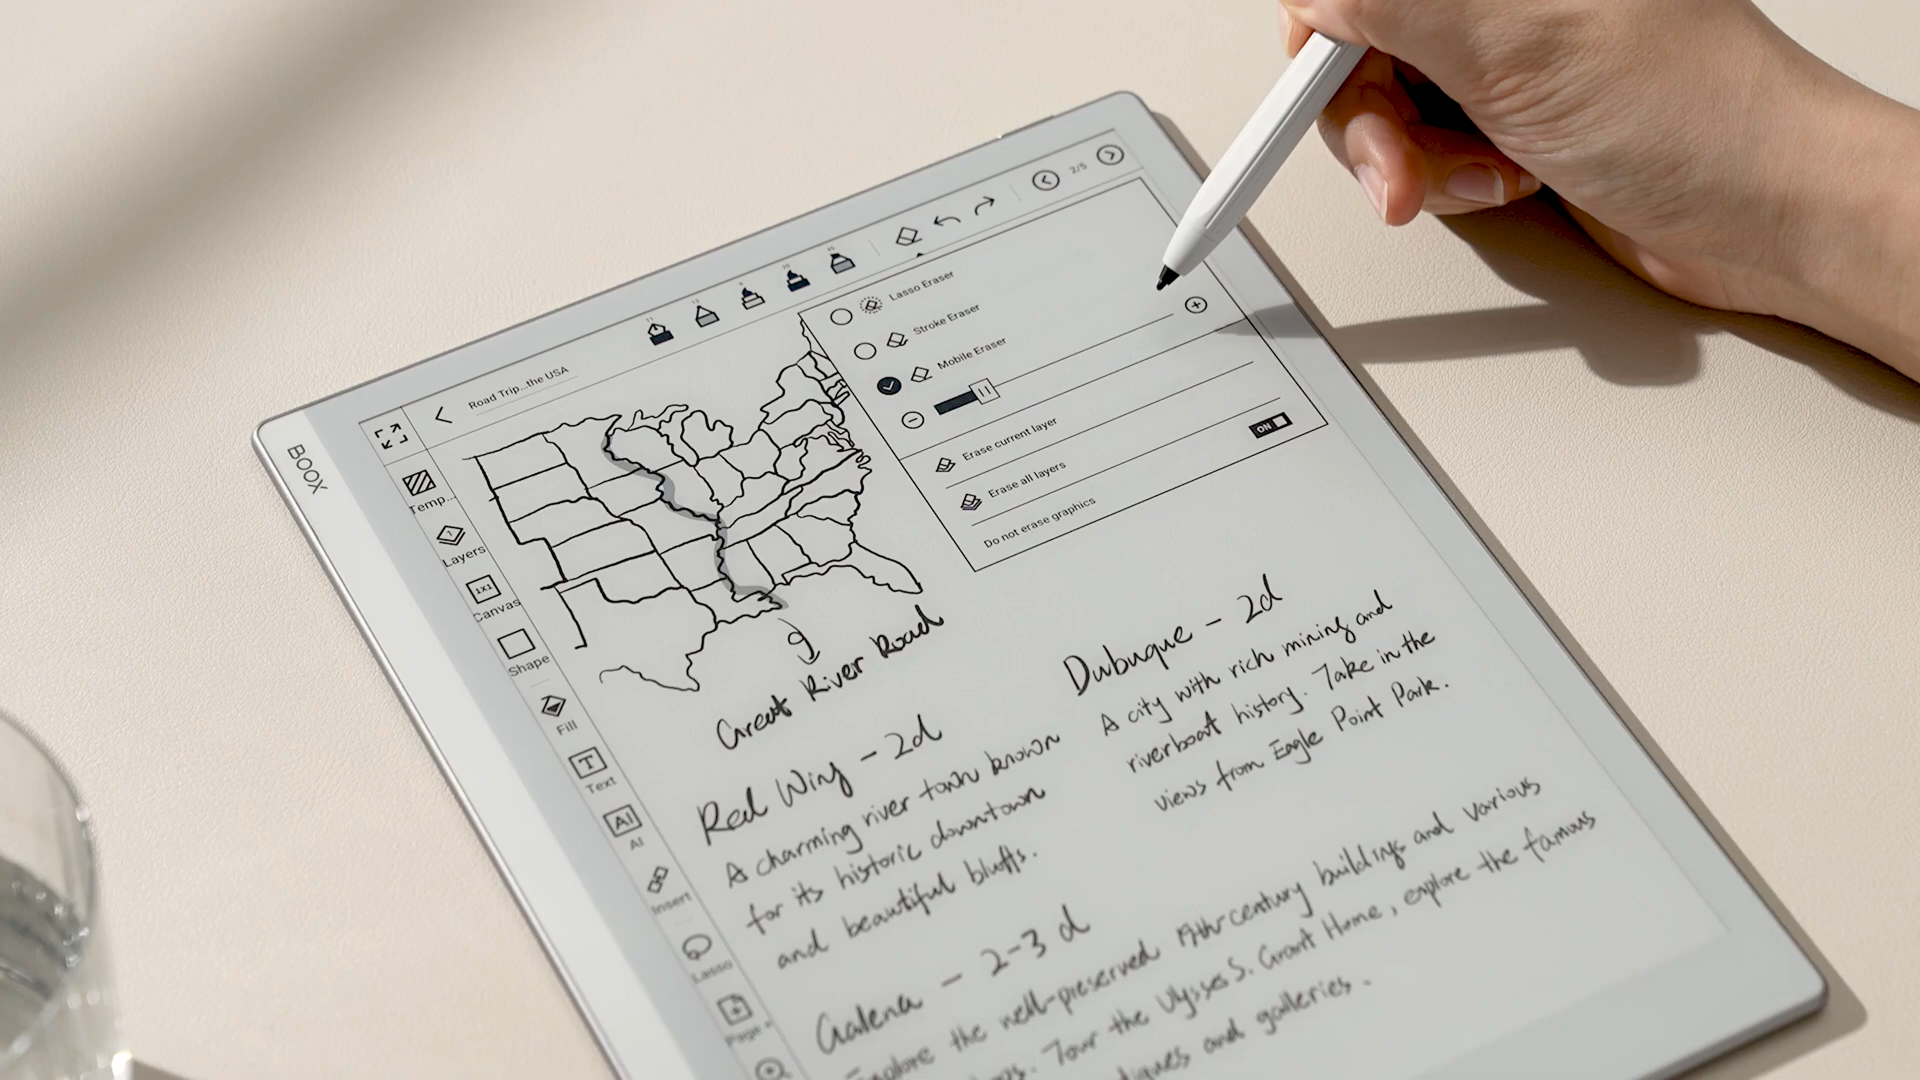 BOOX
Road Trip...the USA
2/5
Temp...
Layers
Canvas
Shape
Fill
Text
AI
Insert
Lasso
Page
Lasso Eraser
Stroke Eraser
Mobile Eraser
Erase current layer
Erase all layers
Do not erase graphics
ON
Great River Road
Red Wing – 2d
A charming river town known
for its historic downtown
and beautiful bluffs.
Dubuque – 2d
A city with rich mining and
riverboat history. Take in the
views from Eagle Point Park.
Galena – 2-3 d
Explore the well-preserved 19th-century buildings and various
Tour the Ulysses S. Grant Home, explore the famous
and galleries.